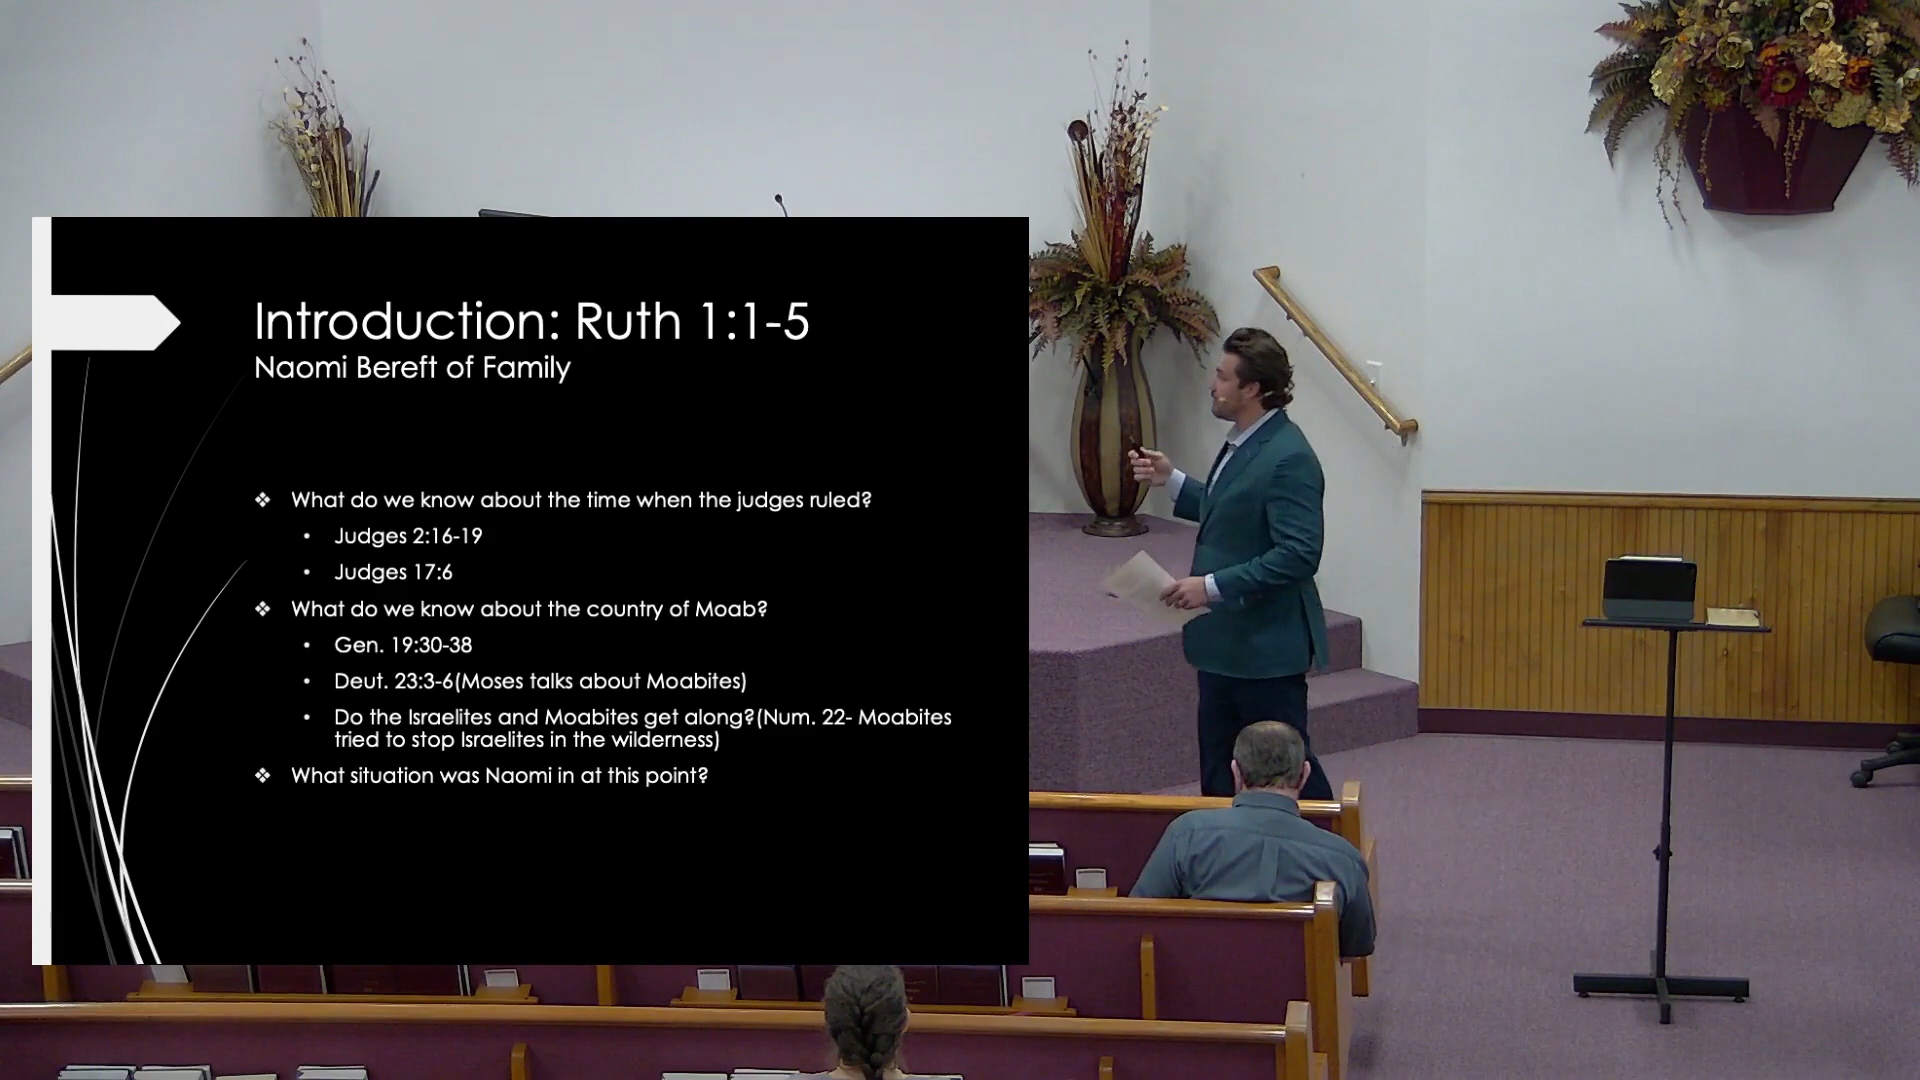 Introduction: Ruth 1:1-5
Naomi Bereft of Family
❖ What do we know about the time when the judges ruled?
• Judges 2:16-19
• Judges 17:6
❖ What do we know about the country of Moab?
• Gen. 19:30-38
• Deut. 23:3-6(Moses talks about Moabites)
• Do the Israelites and Moabites get along?(Num. 22- Moabites
tried to stop Israelites in the wilderness)
❖ What situation was Naomi in at this point?